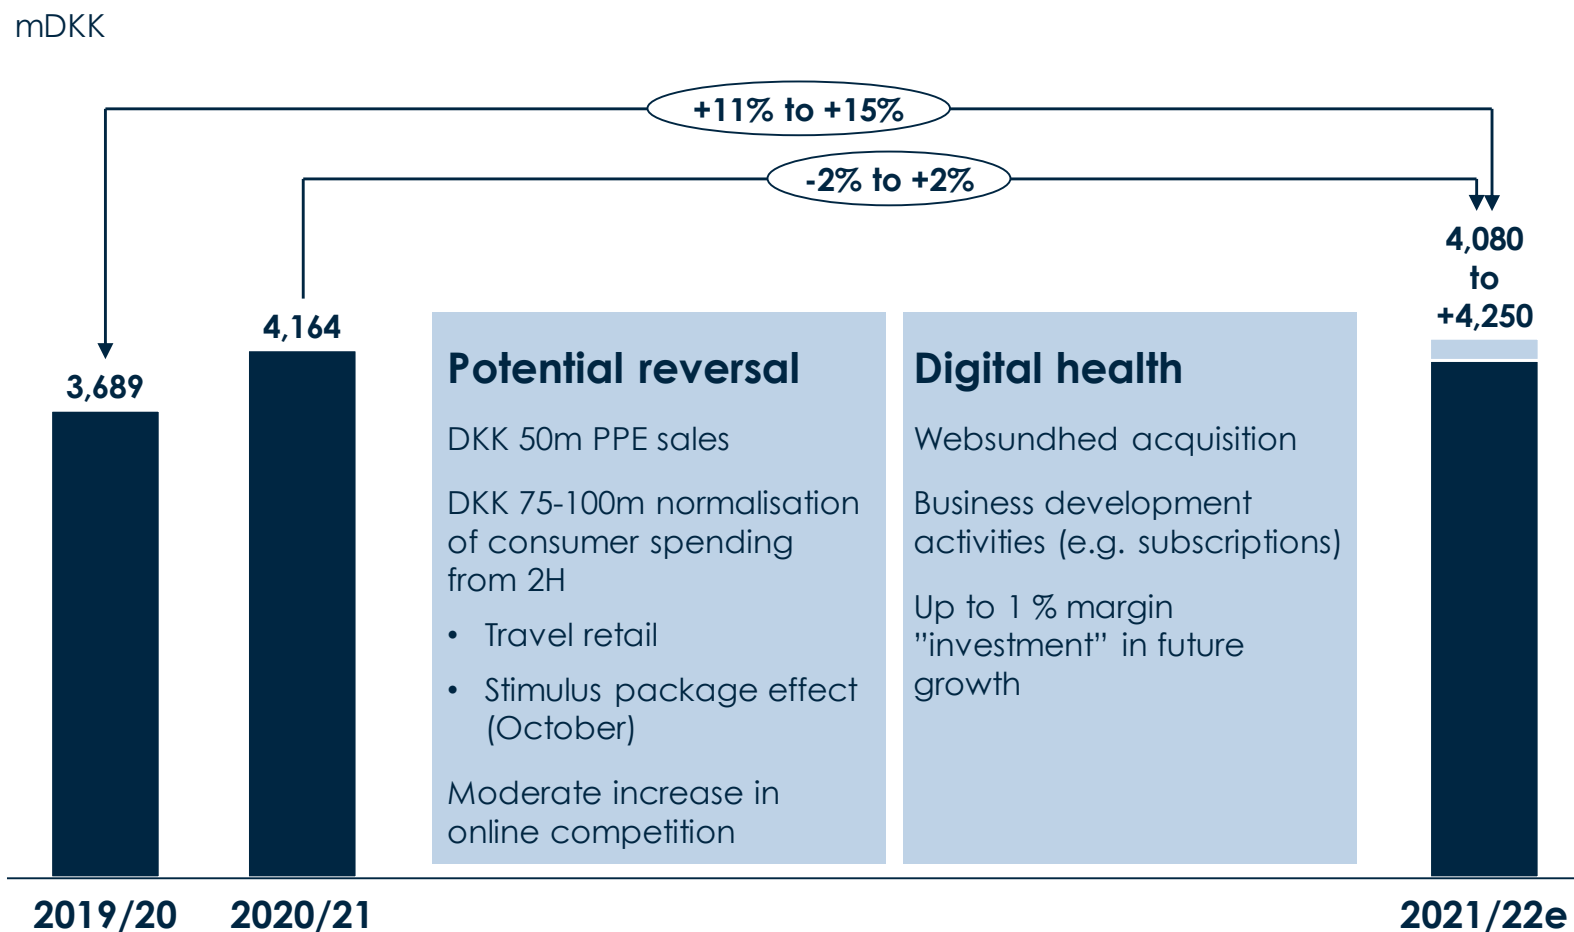 mDKK
+11% to +15%
-2% to +2%
3,689
4,164
4,080
to
+4,250
Potential reversal
DKK 50m PPE sales
DKK 75-100m normalisation
of consumer spending
from 2H
• Travel retail
• Stimulus package effect
(October)
Moderate increase in
online competition
Digital health
Websundhed acquisition
Business development
activities (e.g. subscriptions)
Up to 1 % margin
”investment” in future
growth
2019/20
2020/21
2021/22e